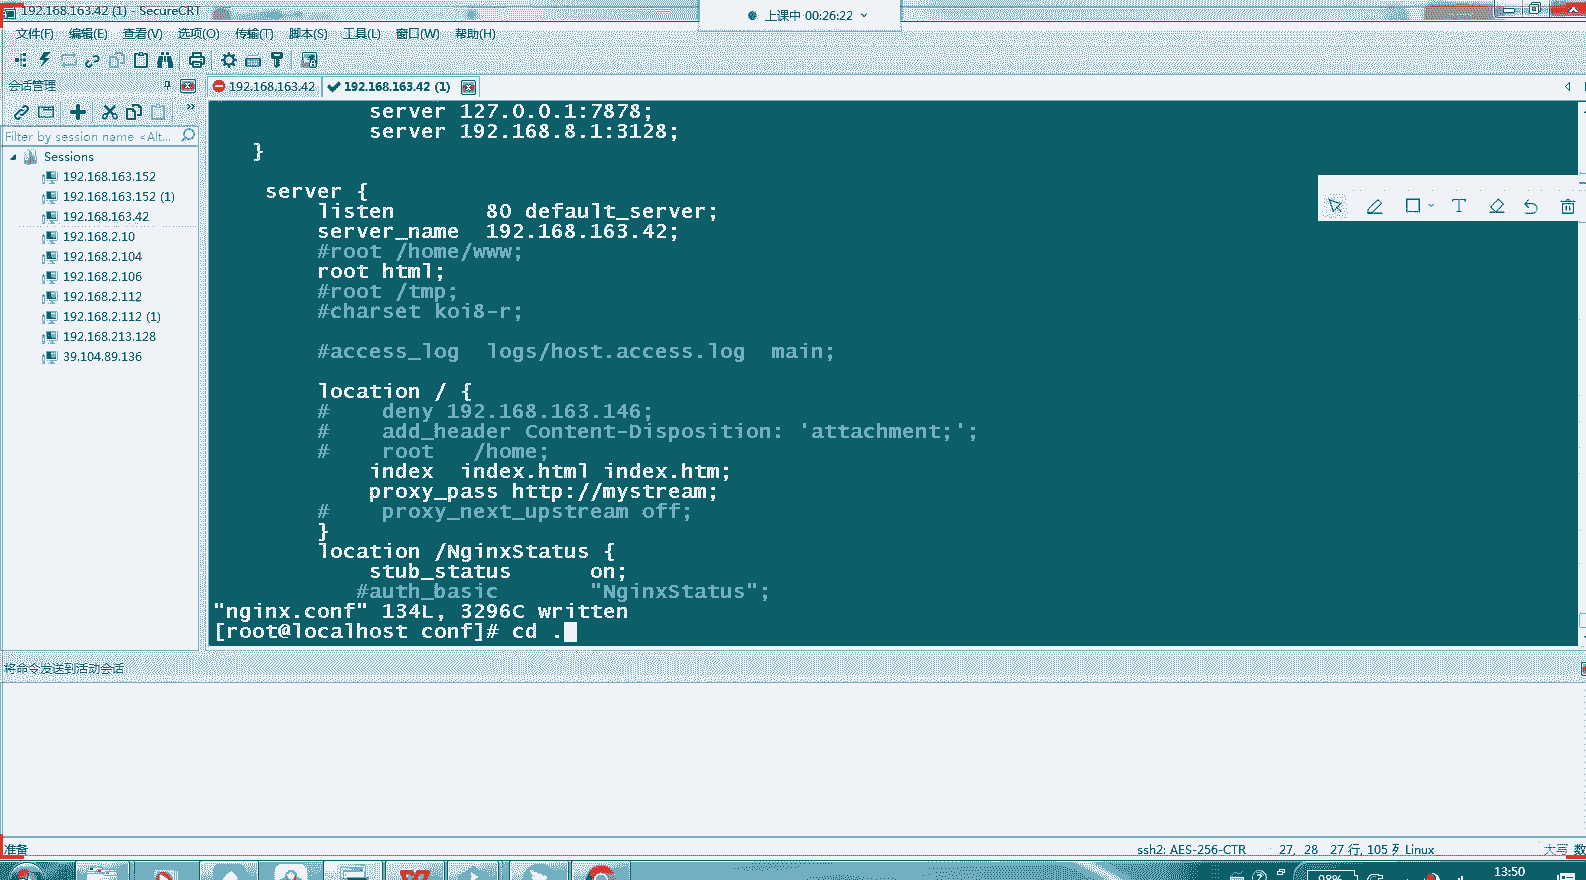 192.168.163.42 (1) - SecureCRT
上课中 00:26:22
文件(F) 编辑(E) 查看(V) 选项(O) 传输(T) 脚本(S) 工具(L) 窗口(W) 帮助(H)
会话管理
192.168.163.42
192.168.163.42 (1)
Filter by session name <Alt...
Sessions
192.168.163.152
192.168.163.152 (1)
192.168.163.42
192.168.2.10
192.168.2.104
192.168.2.106
192.168.2.112
192.168.2.112 (1)
192.168.213.128
39.104.89.136
server 127.0.0.1:7878;
server 192.168.8.1:3128;
}
server {
listen 80 default_server;
server_name 192.168.163.42;
#root /home/www;
root html;
#root /tmp;
#charset koi8-r;
#access_log logs/host.access.log main;
location / {
# deny 192.168.163.146;
# add_header Content-Disposition: 'attachment;';
# root /home;
index index.html index.htm;
proxy_pass http://mystream;
# proxy_next_upstream off;
}
location /NginxStatus {
stub_status on;
#auth_basic "NginxStatus";
"nginx.conf" 134L, 3296C written
[root@localhost conf]# cd .
将命令发送到活动会话
准备
ssh2: AES-256-CTR 27, 28 27 行, 105 列 Linux 大写 数
98%
13:50